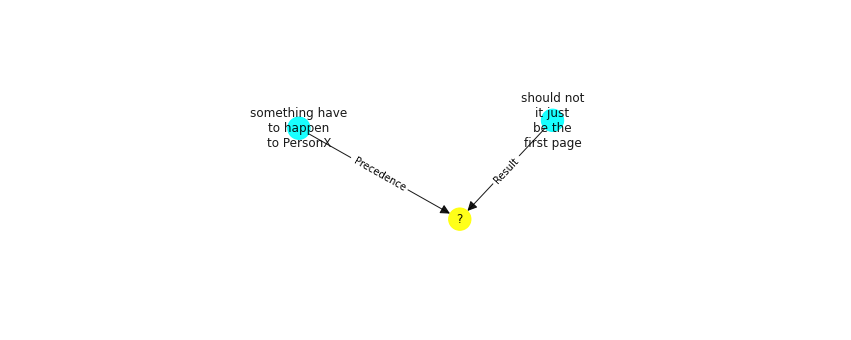 something have
to happen
to PersonX
should not
it just
be the
first page
Precedence
Result
?